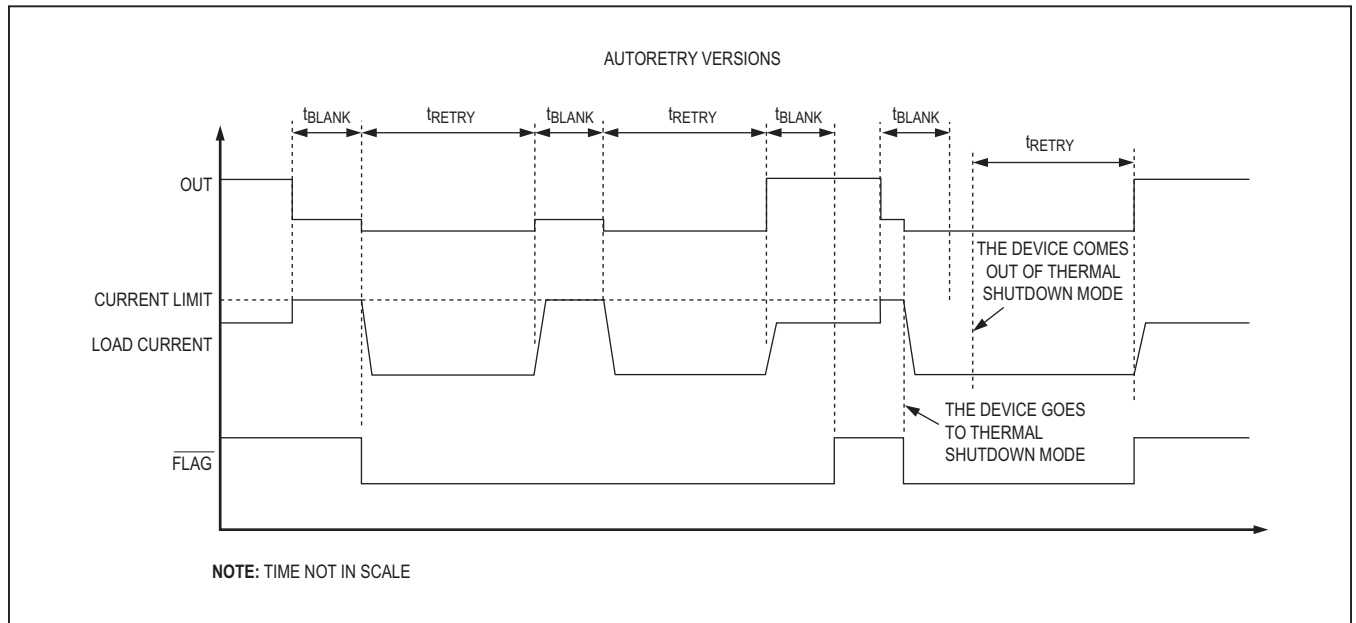 AUTORETRY VERSIONS
tBLANK
tRETRY
tBLANK
tRETRY
tBLANK
tBLANK
tRETRY
OUT
THE DEVICE COMES
OUT OF THERMAL
SHUTDOWN MODE
CURRENT LIMIT
LOAD CURRENT
THE DEVICE GOES
TO THERMAL
SHUTDOWN MODE
FLAG
NOTE: TIME NOT IN SCALE